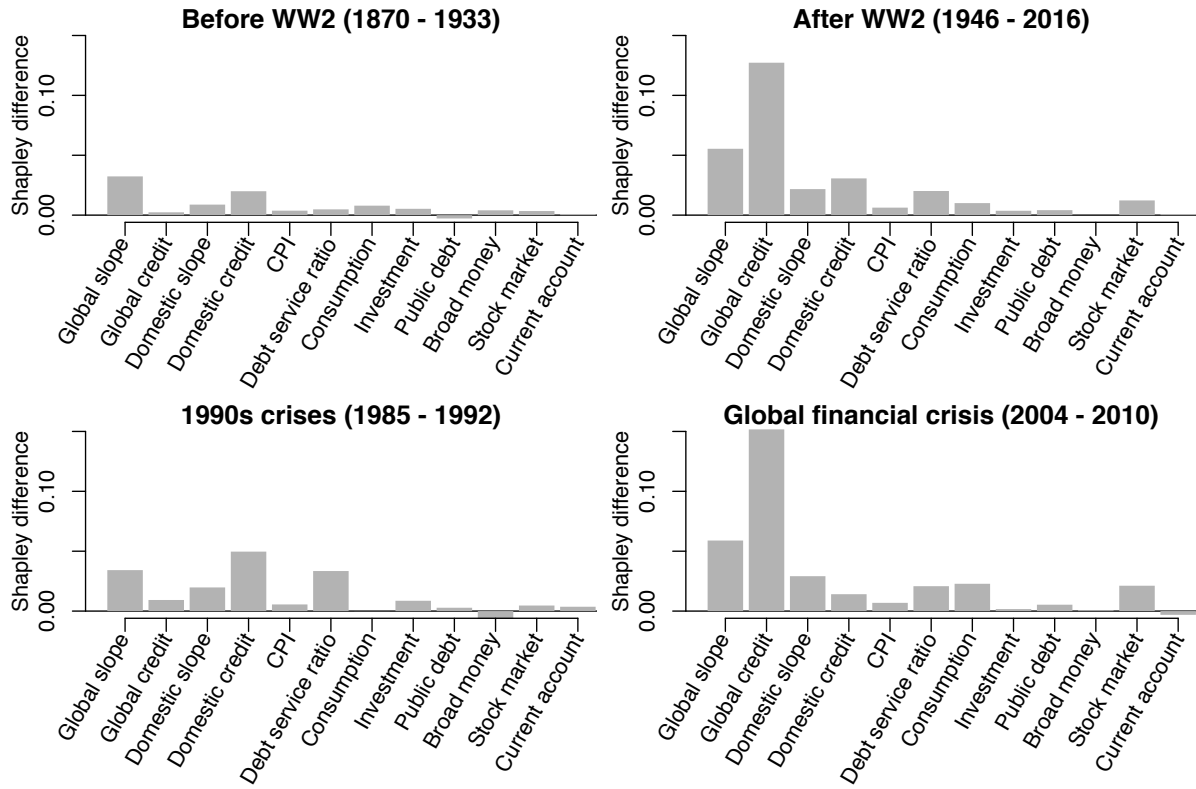 Before WW2 (1870 - 1933)
Shapley difference
0.10
0.00
Global slope
Global credit
Domestic slope
Domestic credit
CPI
Debt service ratio
Consumption
Investment
Public debt
Broad money
Stock market
Current account
After WW2 (1946 - 2016)
Shapley difference
0.10
0.00
Global slope
Global credit
Domestic slope
Domestic credit
CPI
Debt service ratio
Consumption
Investment
Public debt
Broad money
Stock market
Current account
1990s crises (1985 - 1992)
Shapley difference
0.10
0.00
Global slope
Global credit
Domestic slope
Domestic credit
CPI
Debt service ratio
Consumption
Investment
Public debt
Broad money
Stock market
Current account
Global financial crisis (2004 - 2010)
Shapley difference
0.10
0.00
Global slope
Global credit
Domestic slope
Domestic credit
CPI
Debt service ratio
Consumption
Investment
Public debt
Broad money
Stock market
Current account